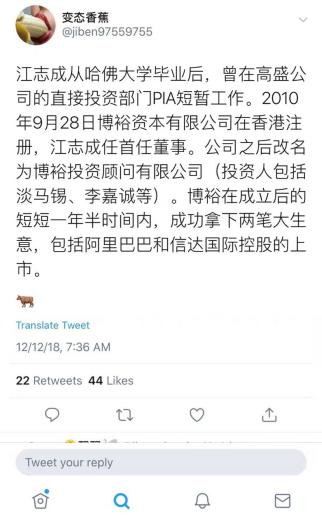 变态香蕉
@jiben97559755
江志成从哈佛大学毕业后，曾在高盛公
司的直接投资部门PIA短暂工作。2010
年9月28日博裕资本有限公司在香港注
册，江志成任首任董事。公司之后改名
为博裕投资顾问有限公司（投资人包括
淡马锡、李嘉诚等）。博裕在成立后的
短短一年半时间内，成功拿下两笔大生
意，包括阿里巴巴和信达国际控股的上
市。
🐂
Translate Tweet
12/12/18, 7:36 AM
22 Retweets 44 Likes
Tweet your reply